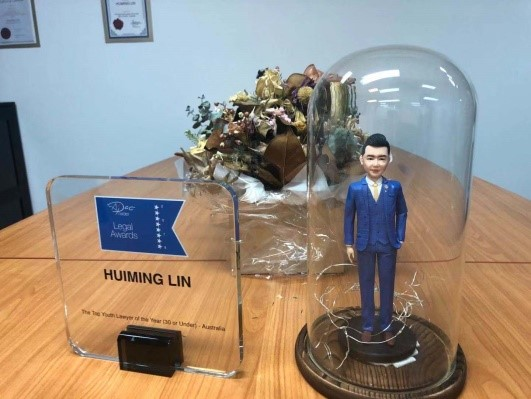 Legal
Awards
HUIMING LIN
The Top Youth Lawyer of the Year (30 or Under) - Australia